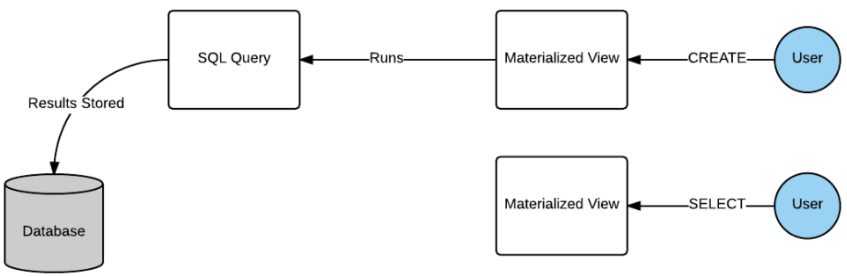 SQL Query
Runs
Materialized View
CREATE
User
Results Stored
Database
Materialized View
SELECT
User